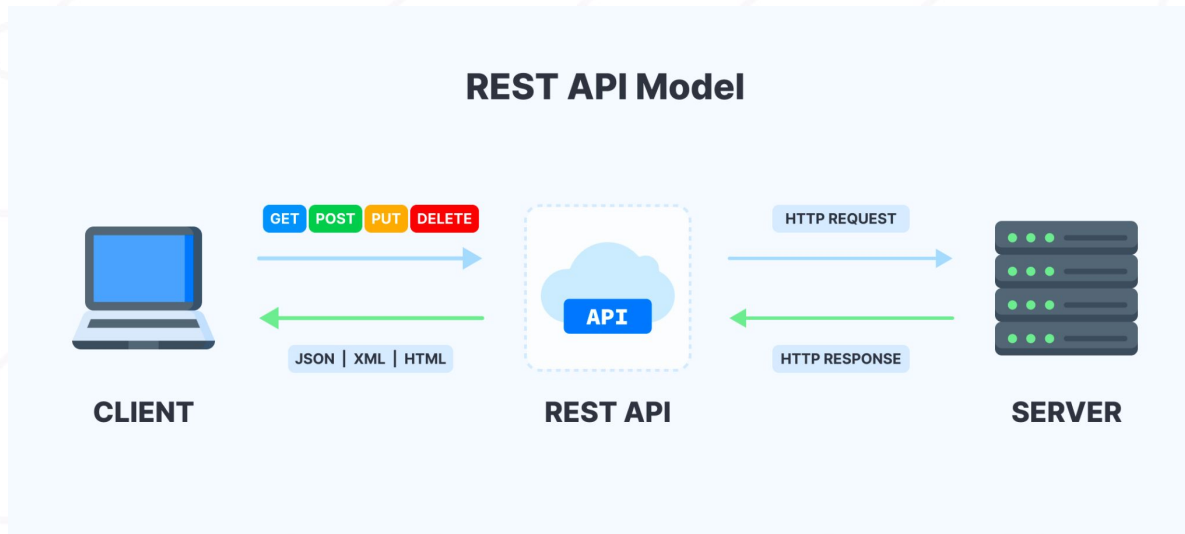 REST API Model
GET POST PUT DELETE
HTTP REQUEST
API
JSON | XML | HTML
HTTP RESPONSE
CLIENT
REST API
SERVER